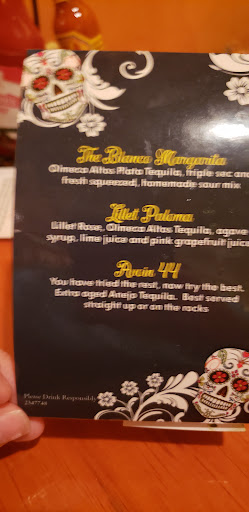 The Blanca Margarita
Olmeca Altos Plata Tequila, triple sec and
fresh squeezed, homemade sour mix
Lillet Paloma
Lillet Rose, Olmeca Altos Tequila, agave
syrup, lime juice and pink grapefruit juice
Avion 44
You have tried the rest, now try the best.
Extra aged Anejo Tequila. Best served
straight up or on the rocks
Please Drink Responsibly
2347740